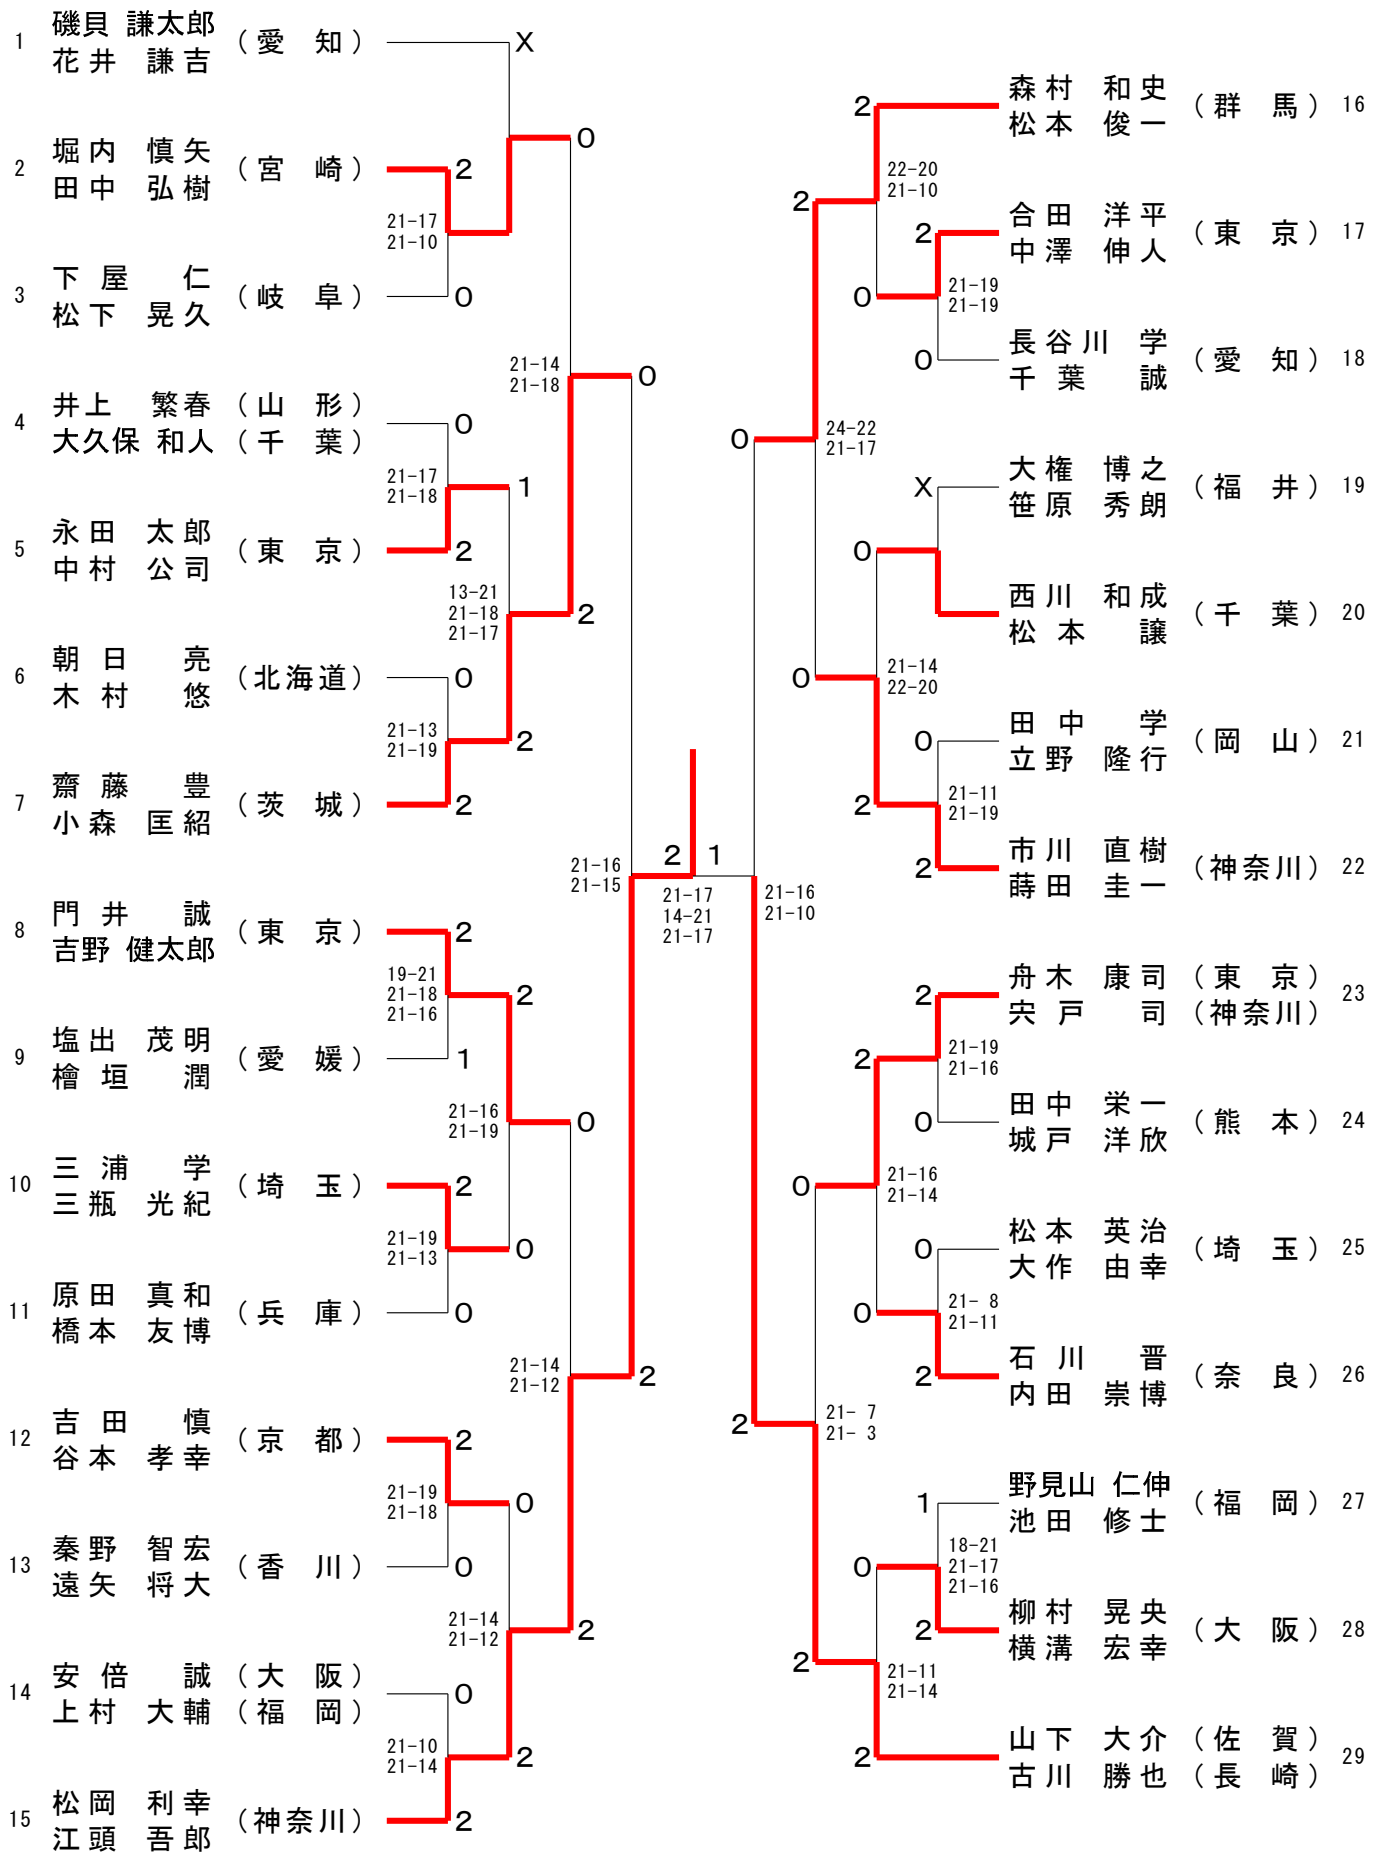 1 磯貝 謙太郎 (愛 知)
花井 謙吉
X
2 堀内 慎矢 (宮 崎) 2
田中 弘樹
0
21-17
21-10
3 下屋 仁 (岐 阜) 0
松下 晃久
21-14
21-18
0
4 井上 繁春 (山 形) 0
大久保 和人 (千 葉)
21-17
21-18
1
5 永田 太郎 (東 京) 2
中村 公司
13-21
21-18
21-17
2
6 朝日 亮 (北海道) 0
木村 悠
21-13
21-19
2
7 齋藤 豊 (茨 城) 2
小森 匡紹
21-16
21-15
8 門井 誠 (東 京) 2
吉野 健太郎
19-21
21-18
21-16
2
9 塩出 茂明 (愛 媛) 1
檜垣 潤
21-16
21-19
0
10 三浦 学 (埼 玉) 2
三瓶 光紀
21-19
21-13
0
11 原田 真和 (兵 庫) 0
橋本 友博
21-14
21-12
2
12 吉田 慎 (京 都) 2
谷本 孝幸
21-19
21-18
0
13 秦野 智宏 (香 川) 0
遠矢 将大
21-14
21-12
2
14 安倍 誠 (大 阪) 0
上村 大輔 (福 岡)
21-10
21-14
2
15 松岡 利幸 (神奈川) 2
江頭 吾郎
2 1
21-17
14-21
21-17
2 森村 和史 (群 馬) 16
松本 俊一
22-20
21-10
2
2 合田 洋平 (東 京) 17
中澤 伸人
0
21-19
21-19
0 長谷川 学 (愛 知) 18
千葉 誠
0
24-22
21-17
X 大権 博之 (福 井) 19
笹原 秀朗
0
西川 和成 (千 葉) 20
松本 譲
0
21-14
22-20
0 田中 学 (岡 山) 21
立野 隆行
2
21-11
21-19
2 市川 直樹 (神奈川) 22
蒔田 圭一
21-16
21-10
2 舟木 康司 (東 京) 23
宍戸 司 (神奈川)
2
21-19
21-16
0 田中 栄一 (熊 本) 24
城戸 洋欣
0
21-16
21-14
0 松本 英治 (埼 玉) 25
大作 由幸
0
21- 8
21-11
2 石川 晋 (奈 良) 26
内田 崇博
2
21- 7
21- 3
1 野見山 仁伸 (福 岡) 27
池田 修士
0
18-21
21-17
21-16
2 柳村 晃央 (大 阪) 28
横溝 宏幸
2
21-11
21-14
2 山下 大介 (佐 賀) 29
古川 勝也 (長 崎)